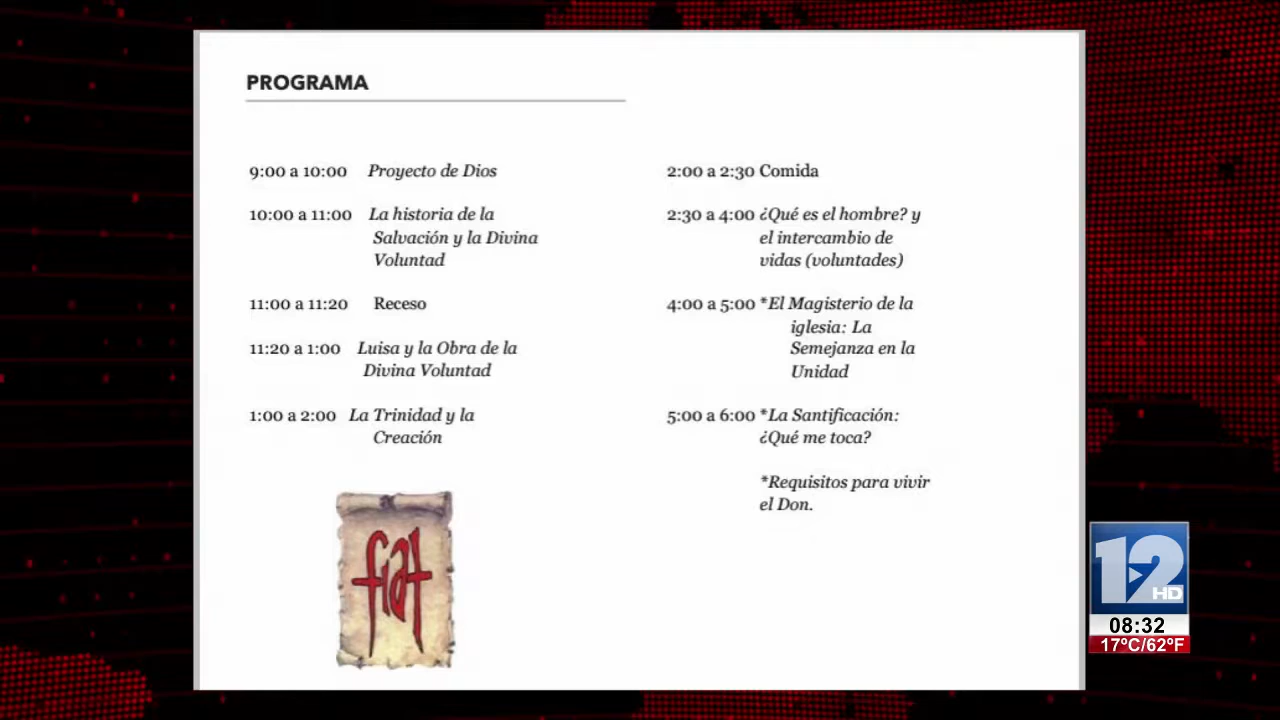 PROGRAMA
9:00 a 10:00 Proyecto de Dios
10:00 a 11:00 La historia de la
Salvación y la Divina
Voluntad
11:00 a 11:20 Receso
11:20 a 1:00 Luisa y la Obra de la
Divina Voluntad
1:00 a 2:00 La Trinidad y la
Creación
fiat
2:00 a 2:30 Comida
2:30 a 4:00 ¿Qué es el hombre? y
el intercambio de
vidas (voluntades)
4:00 a 5:00 *El Magisterio de la
iglesia: La
Semejanza en la
Unidad
5:00 a 6:00 *La Santificación:
¿Qué me toca?
*Requisitos para vivir
el Don.
12
HD
08:32
17ºC/62ºF